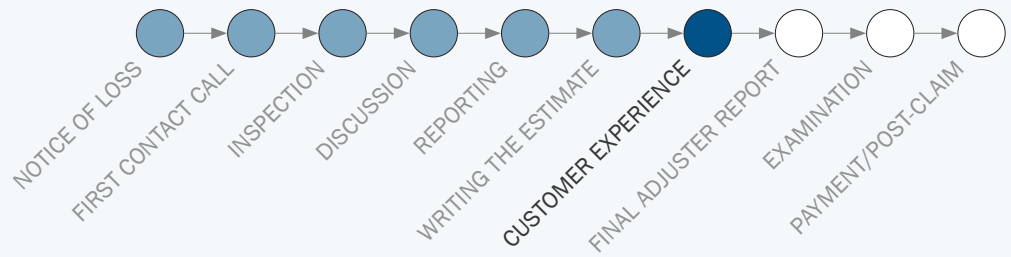 NOTICE OF LOSS
FIRST CONTACT CALL
INSPECTION
DISCUSSION
REPORTING
WRITING THE ESTIMATE
CUSTOMER EXPERIENCE
FINAL ADJUSTER REPORT
EXAMINATION
PAYMENT/POST-CLAIM